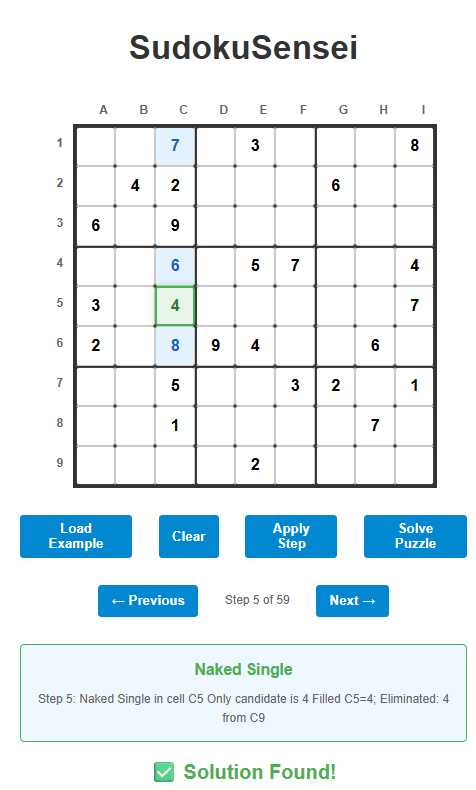 SudokuSensei
A B C D E F G H I
1 7 3 8
2 4 2 6
3 6 9
4 6 5 7 4
5 3 4 7
6 2 8 9 4 6
7 5 3 2 1
8 1 7
9 2
Load
Example
Clear
Apply
Step
Solve
Puzzle
← Previous
Step 5 of 59
Next →
Naked Single
Step 5: Naked Single in cell C5 Only candidate is 4 Filled C5=4; Eliminated: 4
from C9
✅ Solution Found!